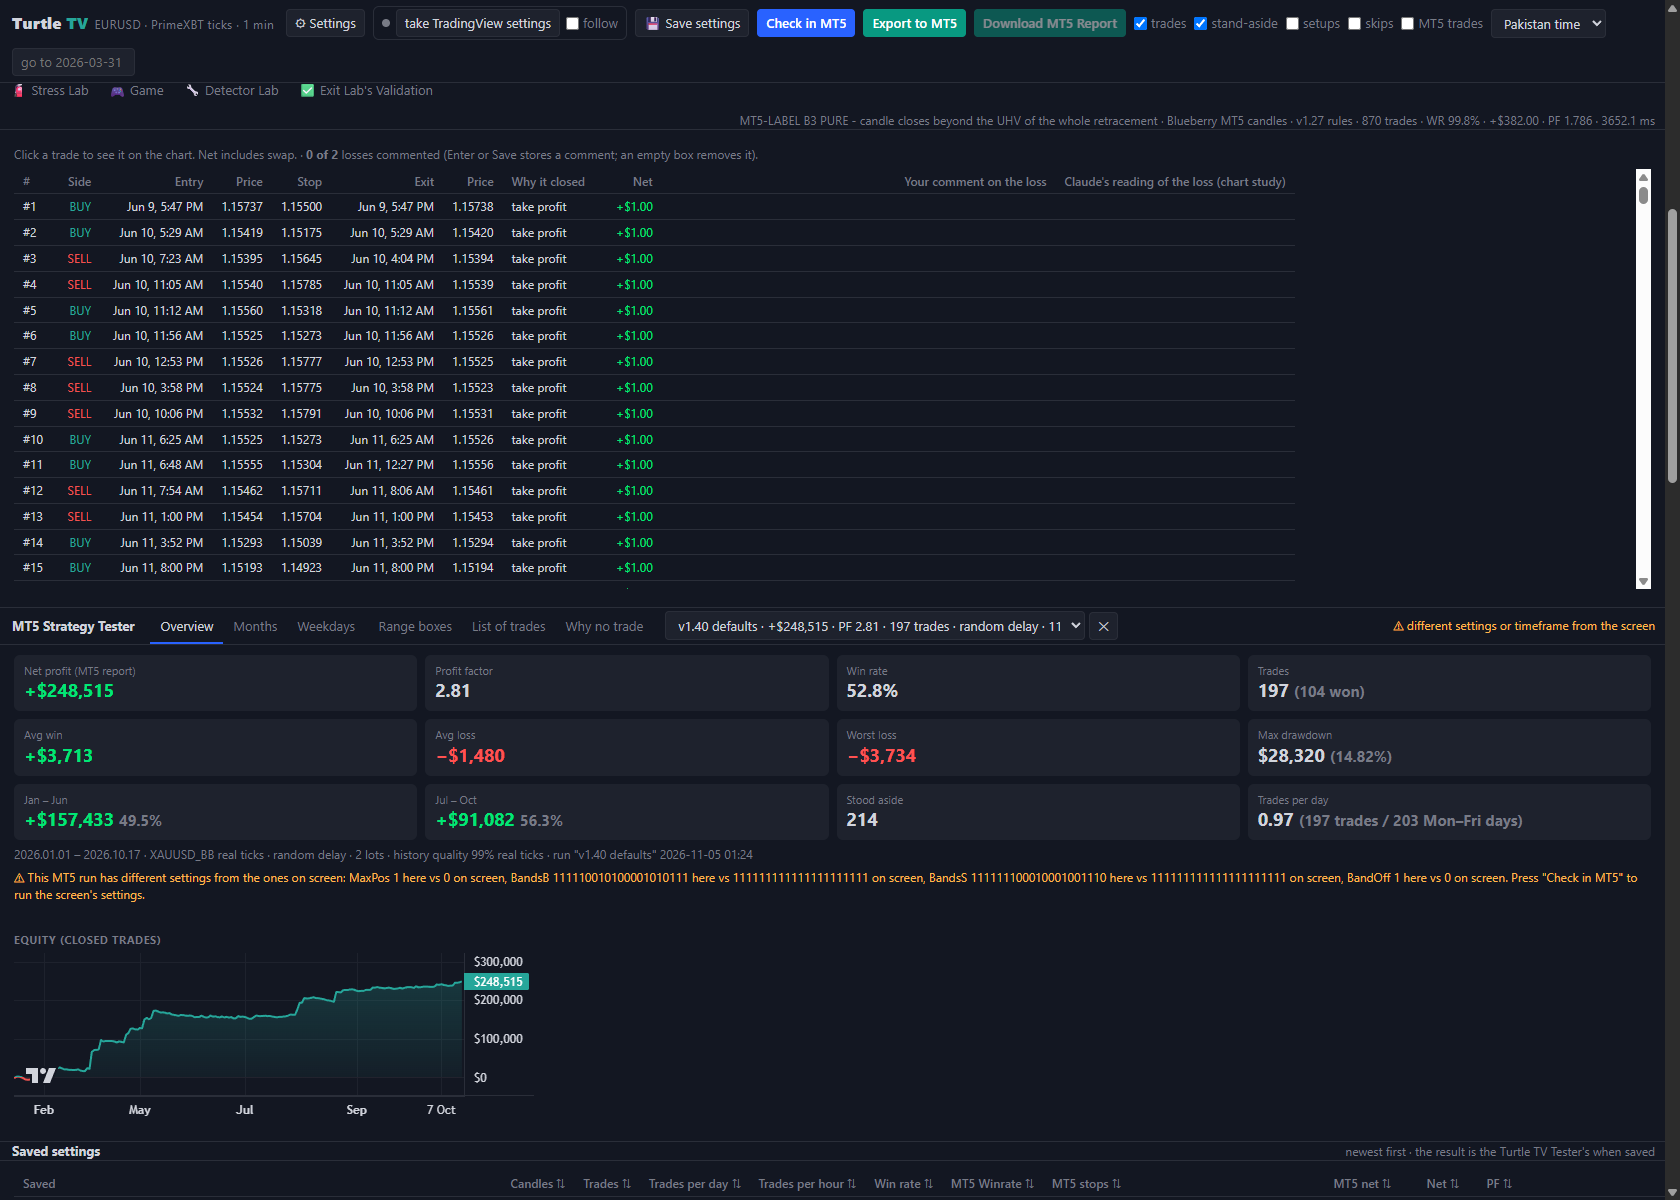 Turtle TV EURUSD · PrimeXBT ticks · 1 min ⚙ Settings take TradingView settings follow 💾 Save settings Check in MT5 Export to MT5 Download MT5 Report trades stand-aside setups skips MT5 trades Pakistan time
go to 2026-03-31
Stress Lab Game Detector Lab Exit Lab's Validation
MT5-LABEL B3 PURE - candle closes beyond the UHV of the whole retracement · Blueberry MT5 candles · v1.27 rules · 870 trades · WR 99.8% · +$382.00 · PF 1.786 · 3652.1 ms
Click a trade to see it on the chart. Net includes swap. · 0 of 2 losses commented (Enter or Save stores a comment; an empty box removes it).
# Side Entry Price Stop Exit Price Why it closed Net Your comment on the loss Claude's reading of the loss (chart study)
#1 BUY Jun 9, 5:47 PM 1.15737 1.15500 Jun 9, 5:47 PM 1.15738 take profit +$1.00
#2 BUY Jun 10, 5:29 AM 1.15419 1.15175 Jun 10, 5:29 AM 1.15420 take profit +$1.00
#3 SELL Jun 10, 7:23 AM 1.15395 1.15645 Jun 10, 4:04 PM 1.15394 take profit +$1.00
#4 SELL Jun 10, 11:05 AM 1.15540 1.15785 Jun 10, 11:05 AM 1.15539 take profit +$1.00
#5 BUY Jun 10, 11:12 AM 1.15560 1.15318 Jun 10, 11:12 AM 1.15561 take profit +$1.00
#6 BUY Jun 10, 11:56 AM 1.15525 1.15273 Jun 10, 11:56 AM 1.15526 take profit +$1.00
#7 SELL Jun 10, 12:53 PM 1.15526 1.15777 Jun 10, 12:53 PM 1.15525 take profit +$1.00
#8 SELL Jun 10, 3:58 PM 1.15524 1.15775 Jun 10, 3:58 PM 1.15523 take profit +$1.00
#9 SELL Jun 10, 10:06 PM 1.15532 1.15791 Jun 10, 10:06 PM 1.15531 take profit +$1.00
#10 BUY Jun 11, 6:25 AM 1.15525 1.15273 Jun 11, 6:25 AM 1.15526 take profit +$1.00
#11 BUY Jun 11, 6:48 AM 1.15555 1.15304 Jun 11, 12:27 PM 1.15556 take profit +$1.00
#12 SELL Jun 11, 7:54 AM 1.15462 1.15711 Jun 11, 8:06 AM 1.15461 take profit +$1.00
#13 SELL Jun 11, 1:00 PM 1.15454 1.15704 Jun 11, 1:00 PM 1.15453 take profit +$1.00
#14 BUY Jun 11, 3:52 PM 1.15293 1.15039 Jun 11, 3:52 PM 1.15294 take profit +$1.00
#15 BUY Jun 11, 8:00 PM 1.15193 1.14923 Jun 11, 8:00 PM 1.15194 take profit +$1.00
MT5 Strategy Tester Overview Months Weekdays Range boxes List of trades Why no trade v1.40 defaults · +$248,515 · PF 2.81 · 197 trades · random delay · 11 ✕ ⚠ different settings or timeframe from the screen
Net profit (MT5 report) Profit factor Win rate Trades
+$248,515 2.81 52.8% 197 (104 won)
Avg win Avg loss Worst loss Max drawdown
+$3,713 −$1,480 −$3,734 $28,320 (14.82%)
Jan – Jun Jul – Oct Stood aside Trades per day
+$157,433 49.5% +$91,082 56.3% 214 0.97 (197 trades / 203 Mon–Fri days)
2026.01.01 – 2026.10.17 · XAUUSD_BB real ticks · random delay · 2 lots · history quality 99% real ticks · run "v1.40 defaults" 2026-11-05 01:24
⚠ This MT5 run has different settings from the ones on screen: MaxPos 1 here vs 0 on screen, BandsB 111110010100001010111 here vs 111111111111111111111 on screen, BandsS 111111100010001001110 here vs 111111111111111111111 on screen, BandOff 1 here vs 0 on screen. Press "Check in MT5" to
run the screen's settings.
EQUITY (CLOSED TRADES)
$300,000
$248,515
$200,000
$100,000
$0
Feb May Jul Sep 7 Oct
Saved settings newest first · the result is the Turtle TV Tester's when saved
Saved Candles ⇅ Trades ⇅ Trades per day ⇅ Trades per hour ⇅ Win rate ⇅ MT5 Winrate ⇅ MT5 stops ⇅ MT5 net ⇅ Net ⇅ PF ⇅